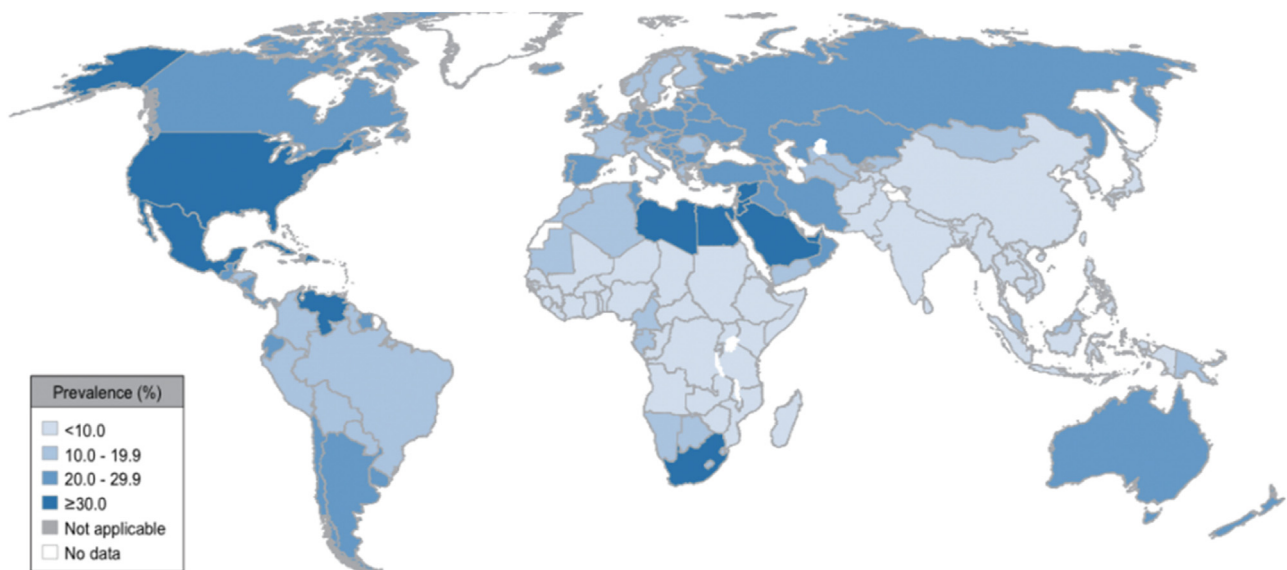 Prevalence (%)
<10.0
10.0 - 19.9
20.0 - 29.9
≥30.0
Not applicable
No data